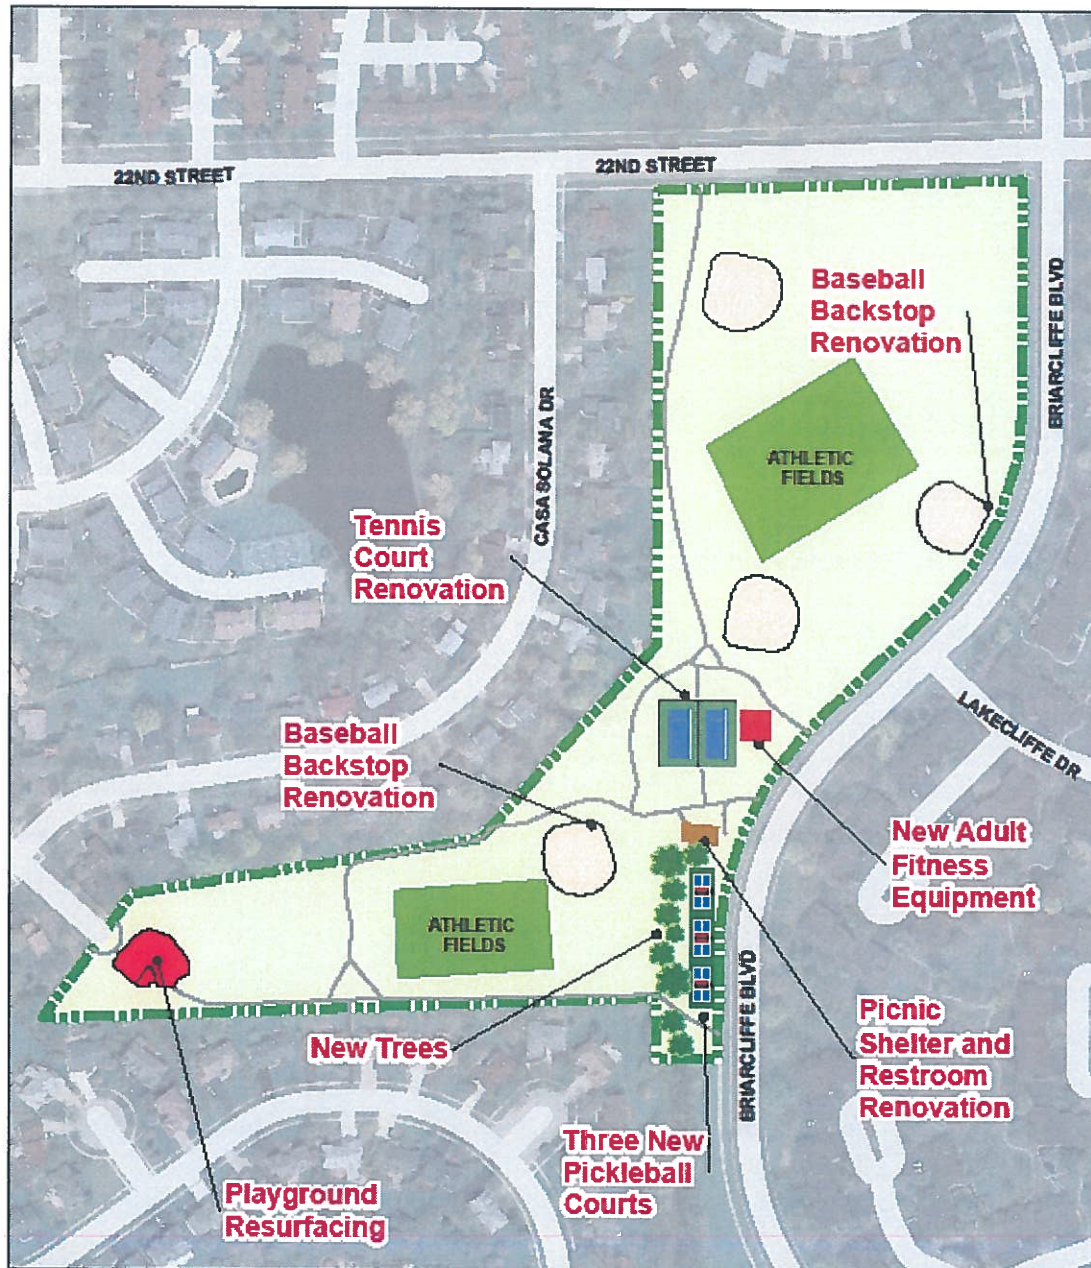 22ND STREET
22ND STREET
Baseball
Backstop
Renovation
BRIARCLIFFE BLVD
CASA SOLANA DR
ATHLETIC
FIELDS
Tennis
Court
Renovation
LAKECLIFFE DR
Baseball
Backstop
Renovation
New Adult
Fitness
Equipment
ATHLETIC
FIELDS
BRIARCLIFFE BLVD
New Trees
Picnic
Shelter and
Restroom
Renovation
Three New
Pickleball
Courts
Playground
Resurfacing